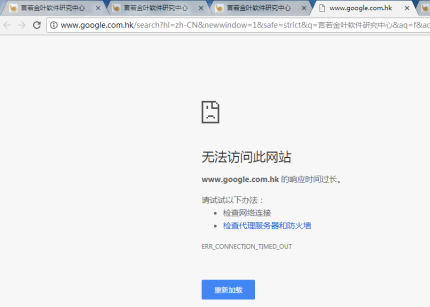 言若金叶软件研究中心
言若金叶软件研究中心
言若金叶软件研究中心
www.google.com.hk
www.google.com.hk/search?hl=zh-CN&newwindow=1&safe=strict&q=言若金叶软件研究中心&aq=f&ac
无法访问此网站
www.google.com.hk 的响应时间过长。
请试试以下办法：
检查网络连接
检查代理服务器和防火墙
ERR_CONNECTION_TIMED_OUT
重新加载